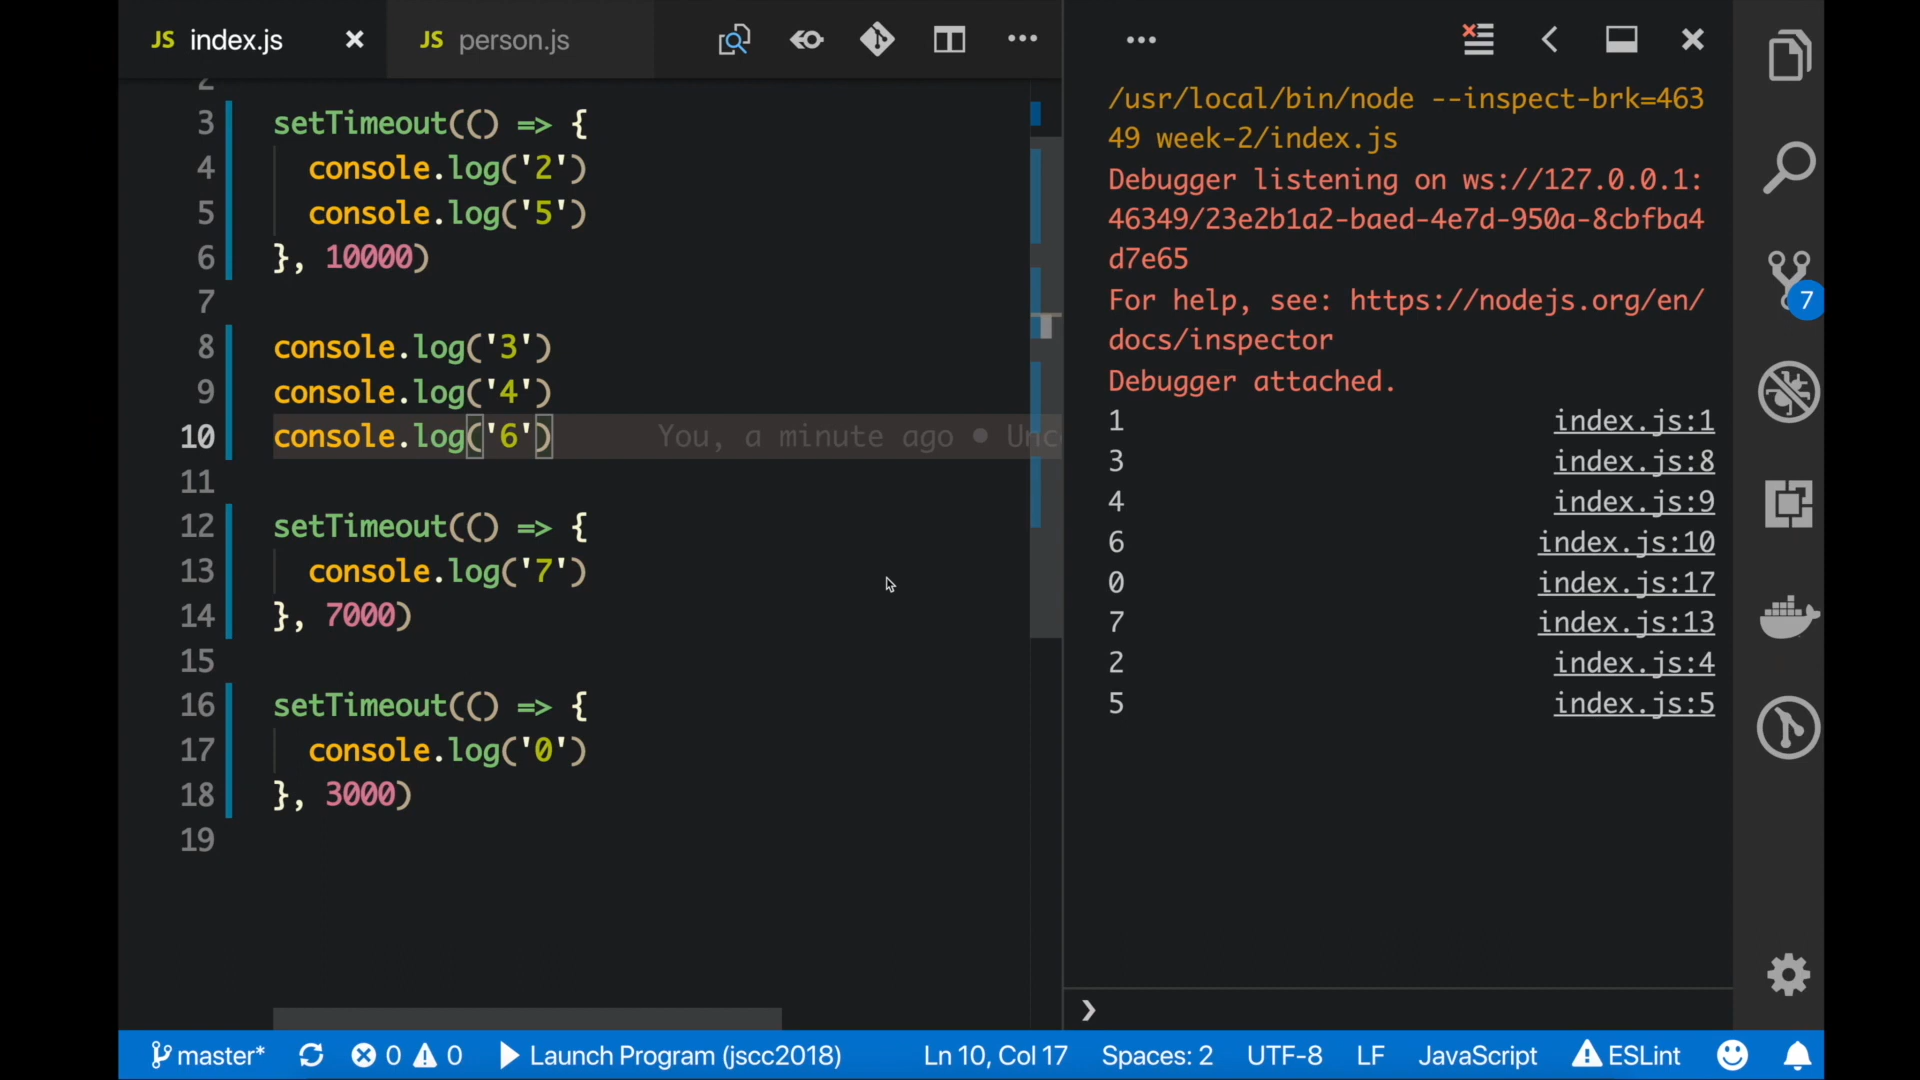 JS index.js
JS person.js
2
3 setTimeout(() => {
4 console.log('2')
5 console.log('5')
6 }, 10000)
7
8 console.log('3')
9 console.log('4')
10 console.log('6') You, a minute ago • Unc
11
12 setTimeout(() => {
13 console.log('7')
14 }, 7000)
15
16 setTimeout(() => {
17 console.log('0')
18 }, 3000)
19
/usr/local/bin/node --inspect-brk=463
49 week-2/index.js
Debugger listening on ws://127.0.0.1:
46349/23e2b1a2-baed-4e7d-950a-8cbfba4
d7e65
For help, see: https://nodejs.org/en/
docs/inspector
Debugger attached.
1 index.js:1
3 index.js:8
4 index.js:9
6 index.js:10
0 index.js:17
7 index.js:13
2 index.js:4
5 index.js:5
7
master* 0 0 Launch Program (jscc2018) Ln 10, Col 17 Spaces: 2 UTF-8 LF JavaScript ESLint